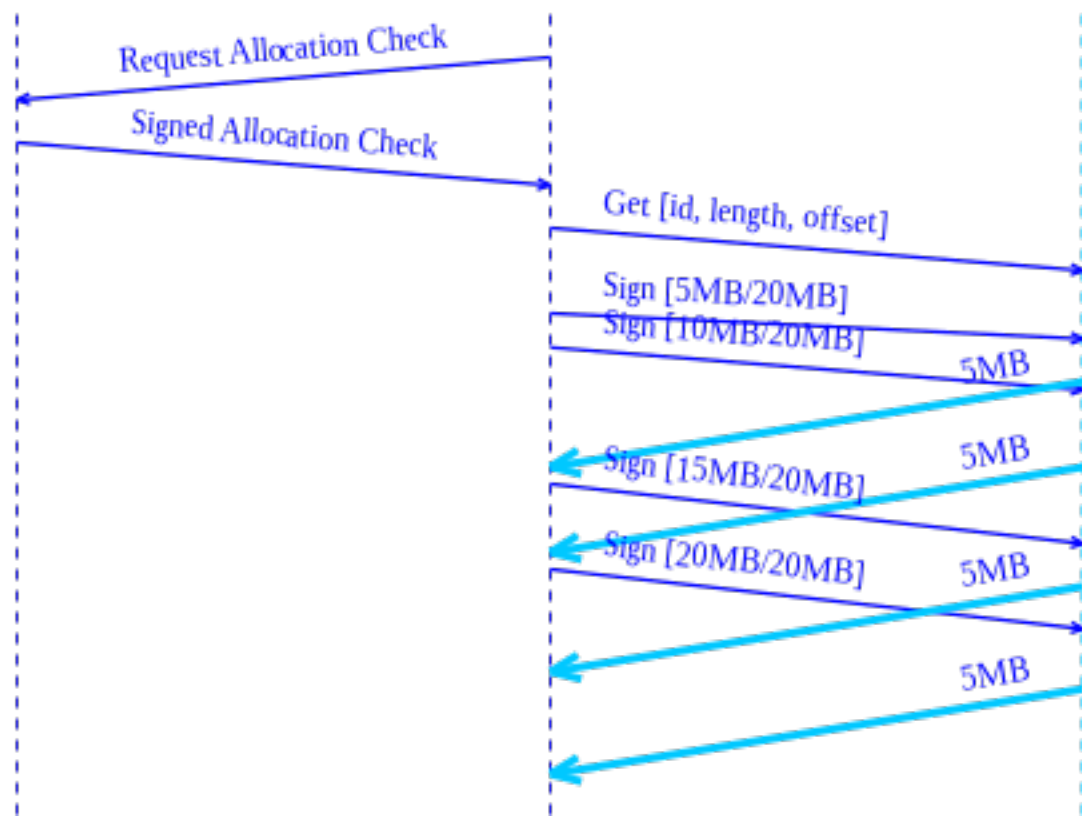 Request Allocation Check
Signed Allocation Check
Get [id, length, offset]
Sign [5MB/20MB]
Sign [10MB/20MB]
5MB
Sign [15MB/20MB]
5MB
Sign [20MB/20MB]
5MB
5MB